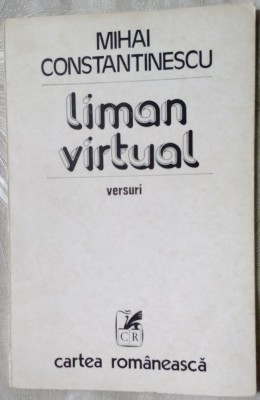 MIHAI
CONSTANTINESCU
liman
virtual
versuri
CR
cartea românească